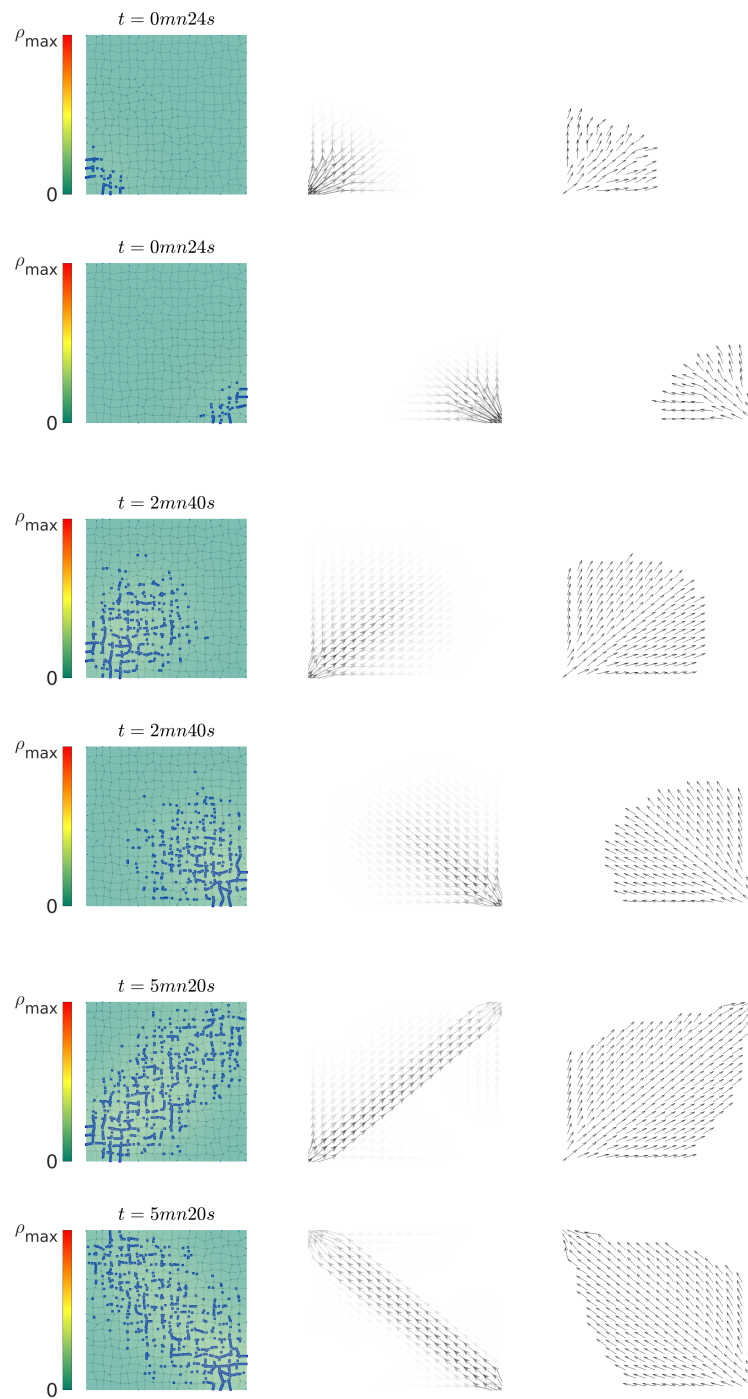 t = 0mn24s
ρmax
0
t = 0mn24s
ρmax
0
t = 2mn40s
ρmax
0
t = 2mn40s
ρmax
0
t = 5mn20s
ρmax
0
t = 5mn20s
ρmax
0